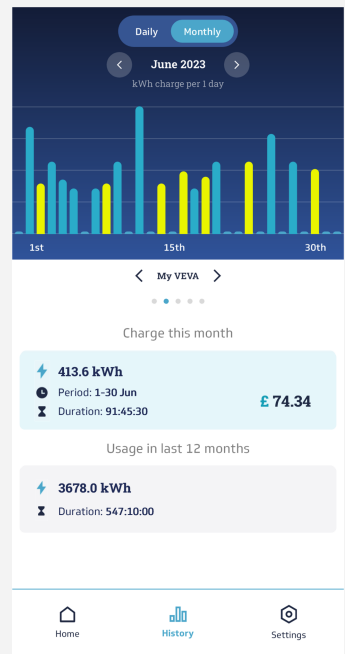 Daily Monthly
June 2023
kWh charge per 1 day
1st 15th 30th
My VEVA
Charge this month
413.6 kWh
Period: 1-30 Jun
£ 74.34
Duration: 91:45:30
Usage in last 12 months
3678.0 kWh
Duration: 547:10:00
Home History Settings